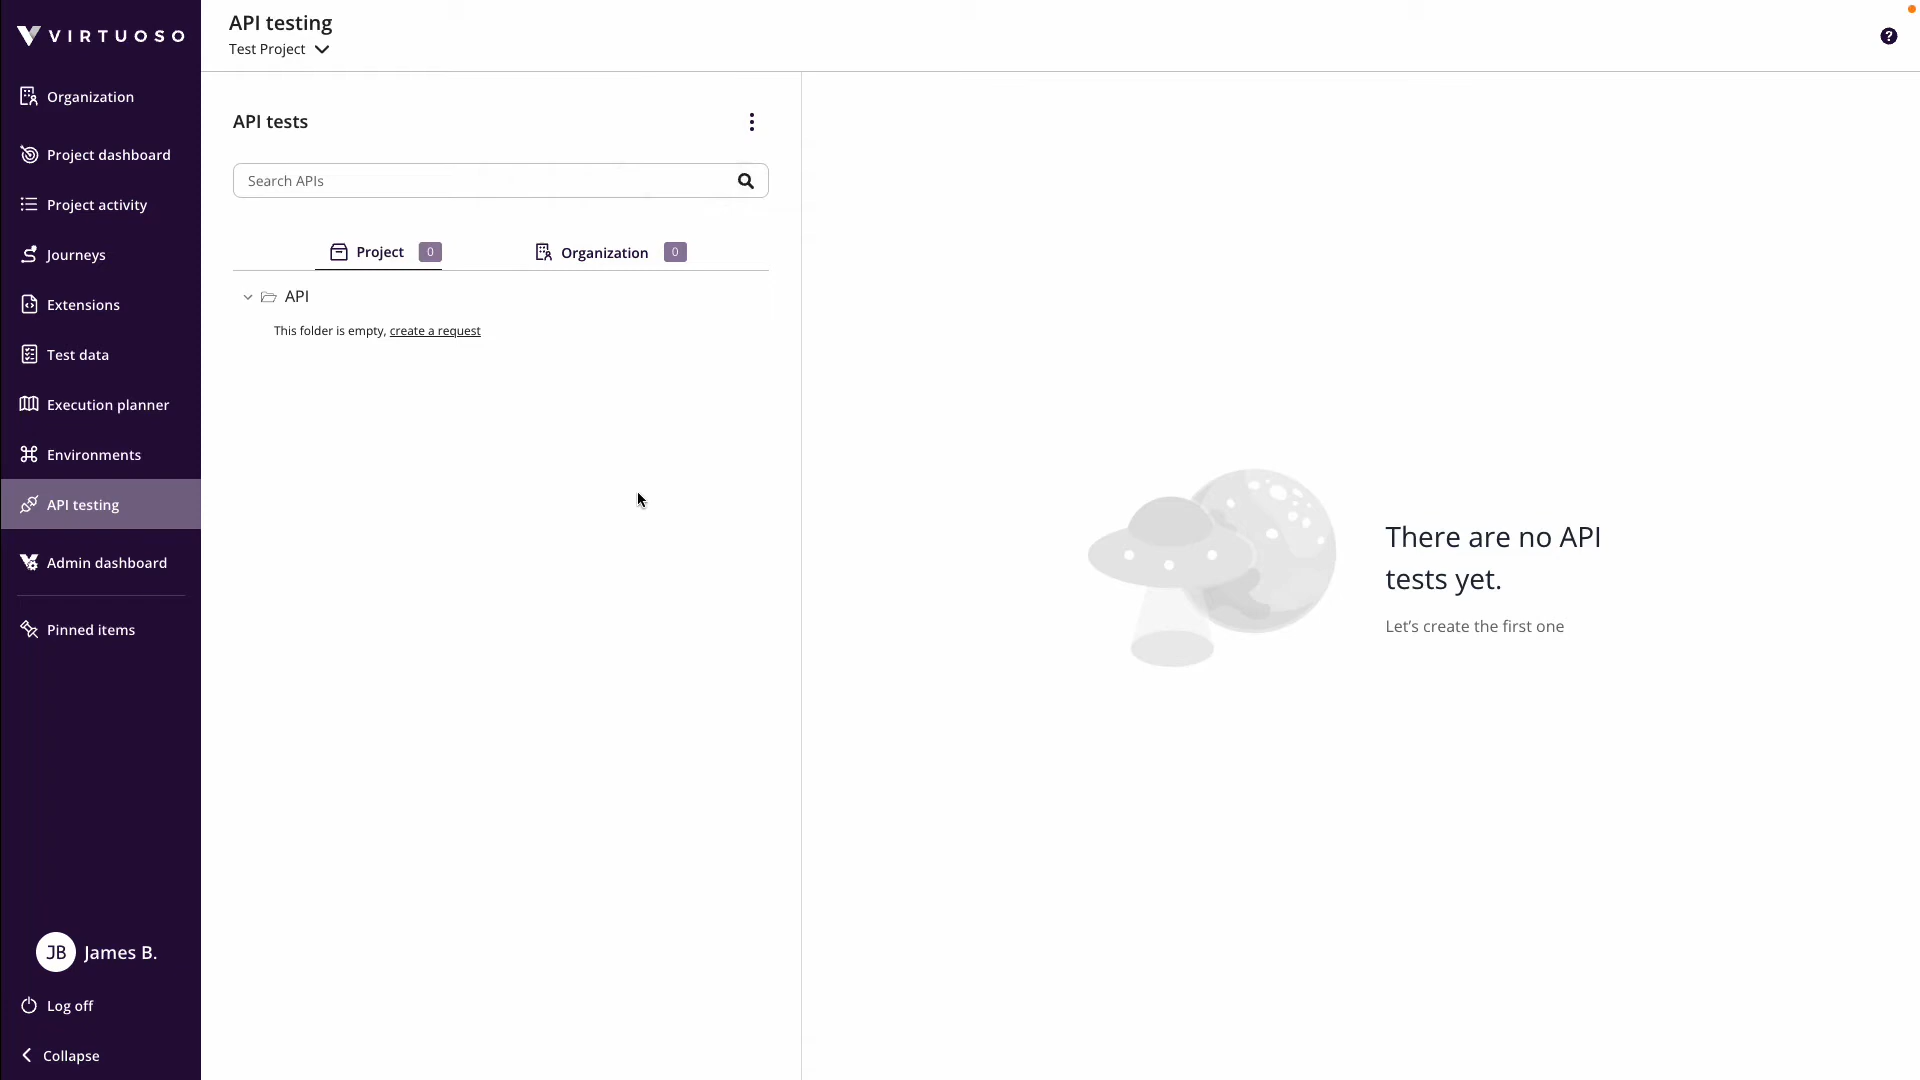 VIRTUOSO
Organization
Project dashboard
Project activity
Journeys
Extensions
Test data
Execution planner
Environments
API testing
Admin dashboard
Pinned items
JB James B.
Log off
Collapse
API testing
Test Project
?
API tests
Search APIs
Project 0 Organization 0
API
This folder is empty, create a request
There are no API
tests yet.
Let's create the first one